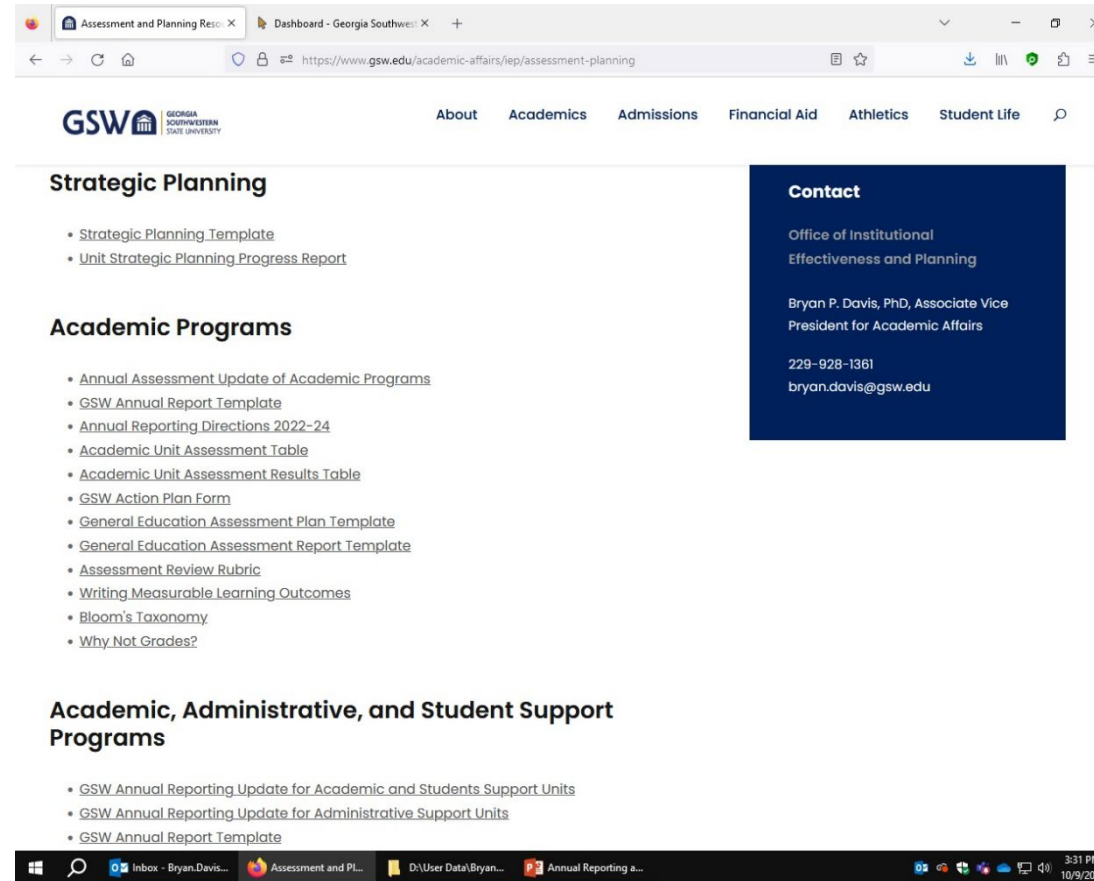 Assessment and Planning Reso
Dashboard - Georgia Southwest
https://www.gsw.edu/academic-affairs/iep/assessment-planning
GSW
GEORGIA
SOUTHWESTERN
STATE UNIVERSITY
About Academics Admissions Financial Aid Athletics Student Life
Strategic Planning
• Strategic Planning Template
• Unit Strategic Planning Progress Report
Academic Programs
• Annual Assessment Update of Academic Programs
• GSW Annual Report Template
• Annual Reporting Directions 2022-24
• Academic Unit Assessment Table
• Academic Unit Assessment Results Table
• GSW Action Plan Form
• General Education Assessment Plan Template
• General Education Assessment Report Template
• Assessment Review Rubric
• Writing Measurable Learning Outcomes
• Bloom's Taxonomy
• Why Not Grades?
Academic, Administrative, and Student Support
Programs
• GSW Annual Reporting Update for Academic and Students Support Units
• GSW Annual Reporting Update for Administrative Support Units
• GSW Annual Report Template
Contact
Office of Institutional
Effectiveness and Planning
Bryan P. Davis, PhD, Associate Vice
President for Academic Affairs
229-928-1361
bryan.davis@gsw.edu
Inbox - Bryan.Davis...
Assessment and Pl...
D:\User Data\Bryan...
Annual Reporting a...
3:31 PM
10/9/20